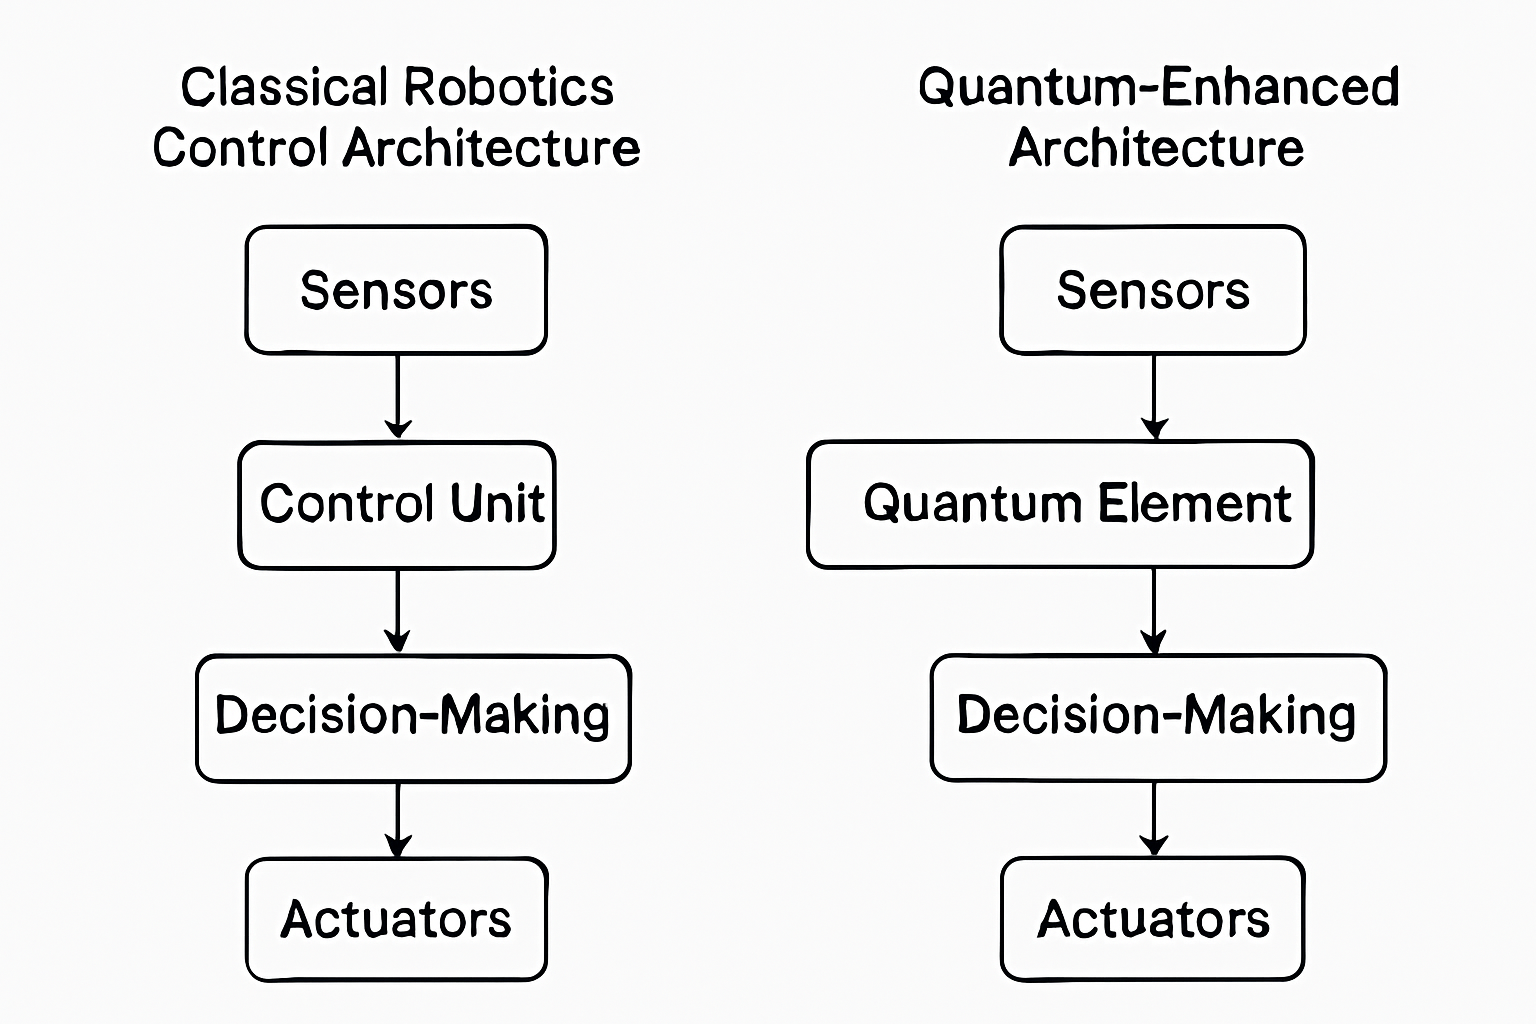 Classical Robotics
Control Architecture
Sensors
Control Unit
Decision-Making
Actuators
Quantum-Enhanced
Architecture
Sensors
Quantum Element
Decision-Making
Actuators